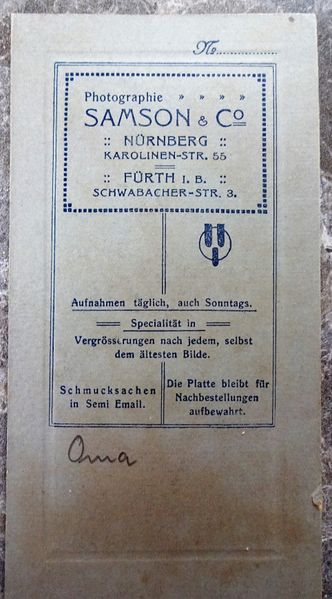 No.
Photographie » » » »
SAMSON & Co
:: NÜRNBERG ::
KAROLINEN-STR. 55
:: FÜRTH I. B. ::
SCHWABACHER-STR. 3.
Aufnahmen täglich, auch Sonntags.
Specialität in
Vergrösserungen nach jedem, selbst
dem ältesten Bilde.
Schmucksachen
in Semi Email.
Die Platte bleibt für
Nachbestellungen
aufbewahrt.
Oma